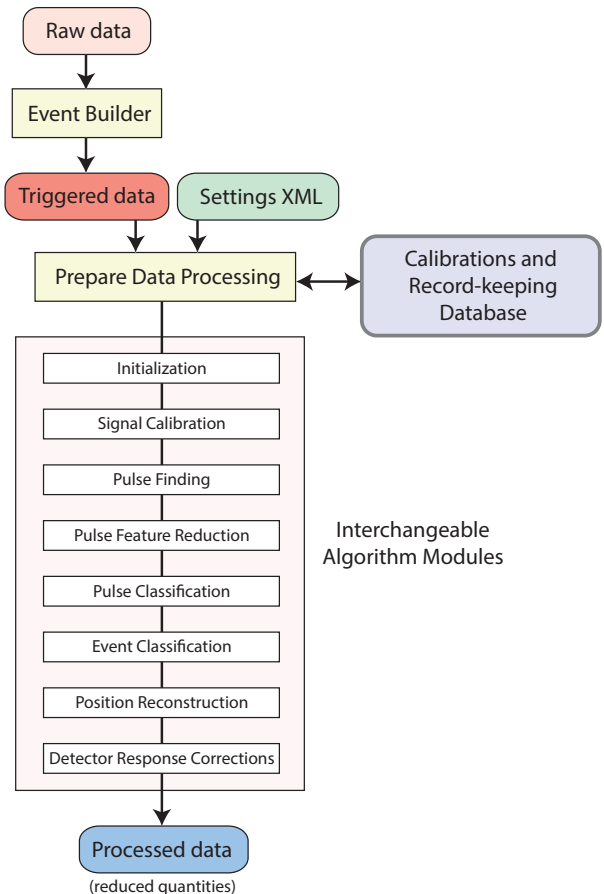 Raw data
Event Builder
Triggered data
Settings XML
Prepare Data Processing
Calibrations and
Record-keeping
Database
Initialization
Signal Calibration
Pulse Finding
Pulse Feature Reduction
Pulse Classification
Event Classification
Position Reconstruction
Detector Response Corrections
Interchangeable
Algorithm Modules
Processed data
(reduced quantities)